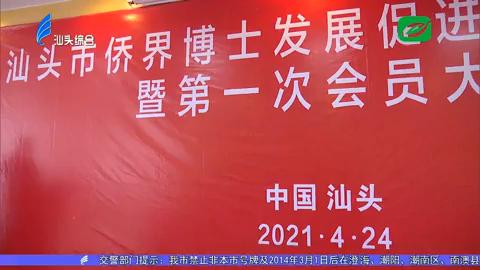 汕头综合
汕头市侨界博士发展促进
暨第一次会员大
中国 汕头
2021·4·24
交警部门提示：我市禁止非本市号牌及2014年3月1日后在澄海、潮阳、潮南区、南澳县